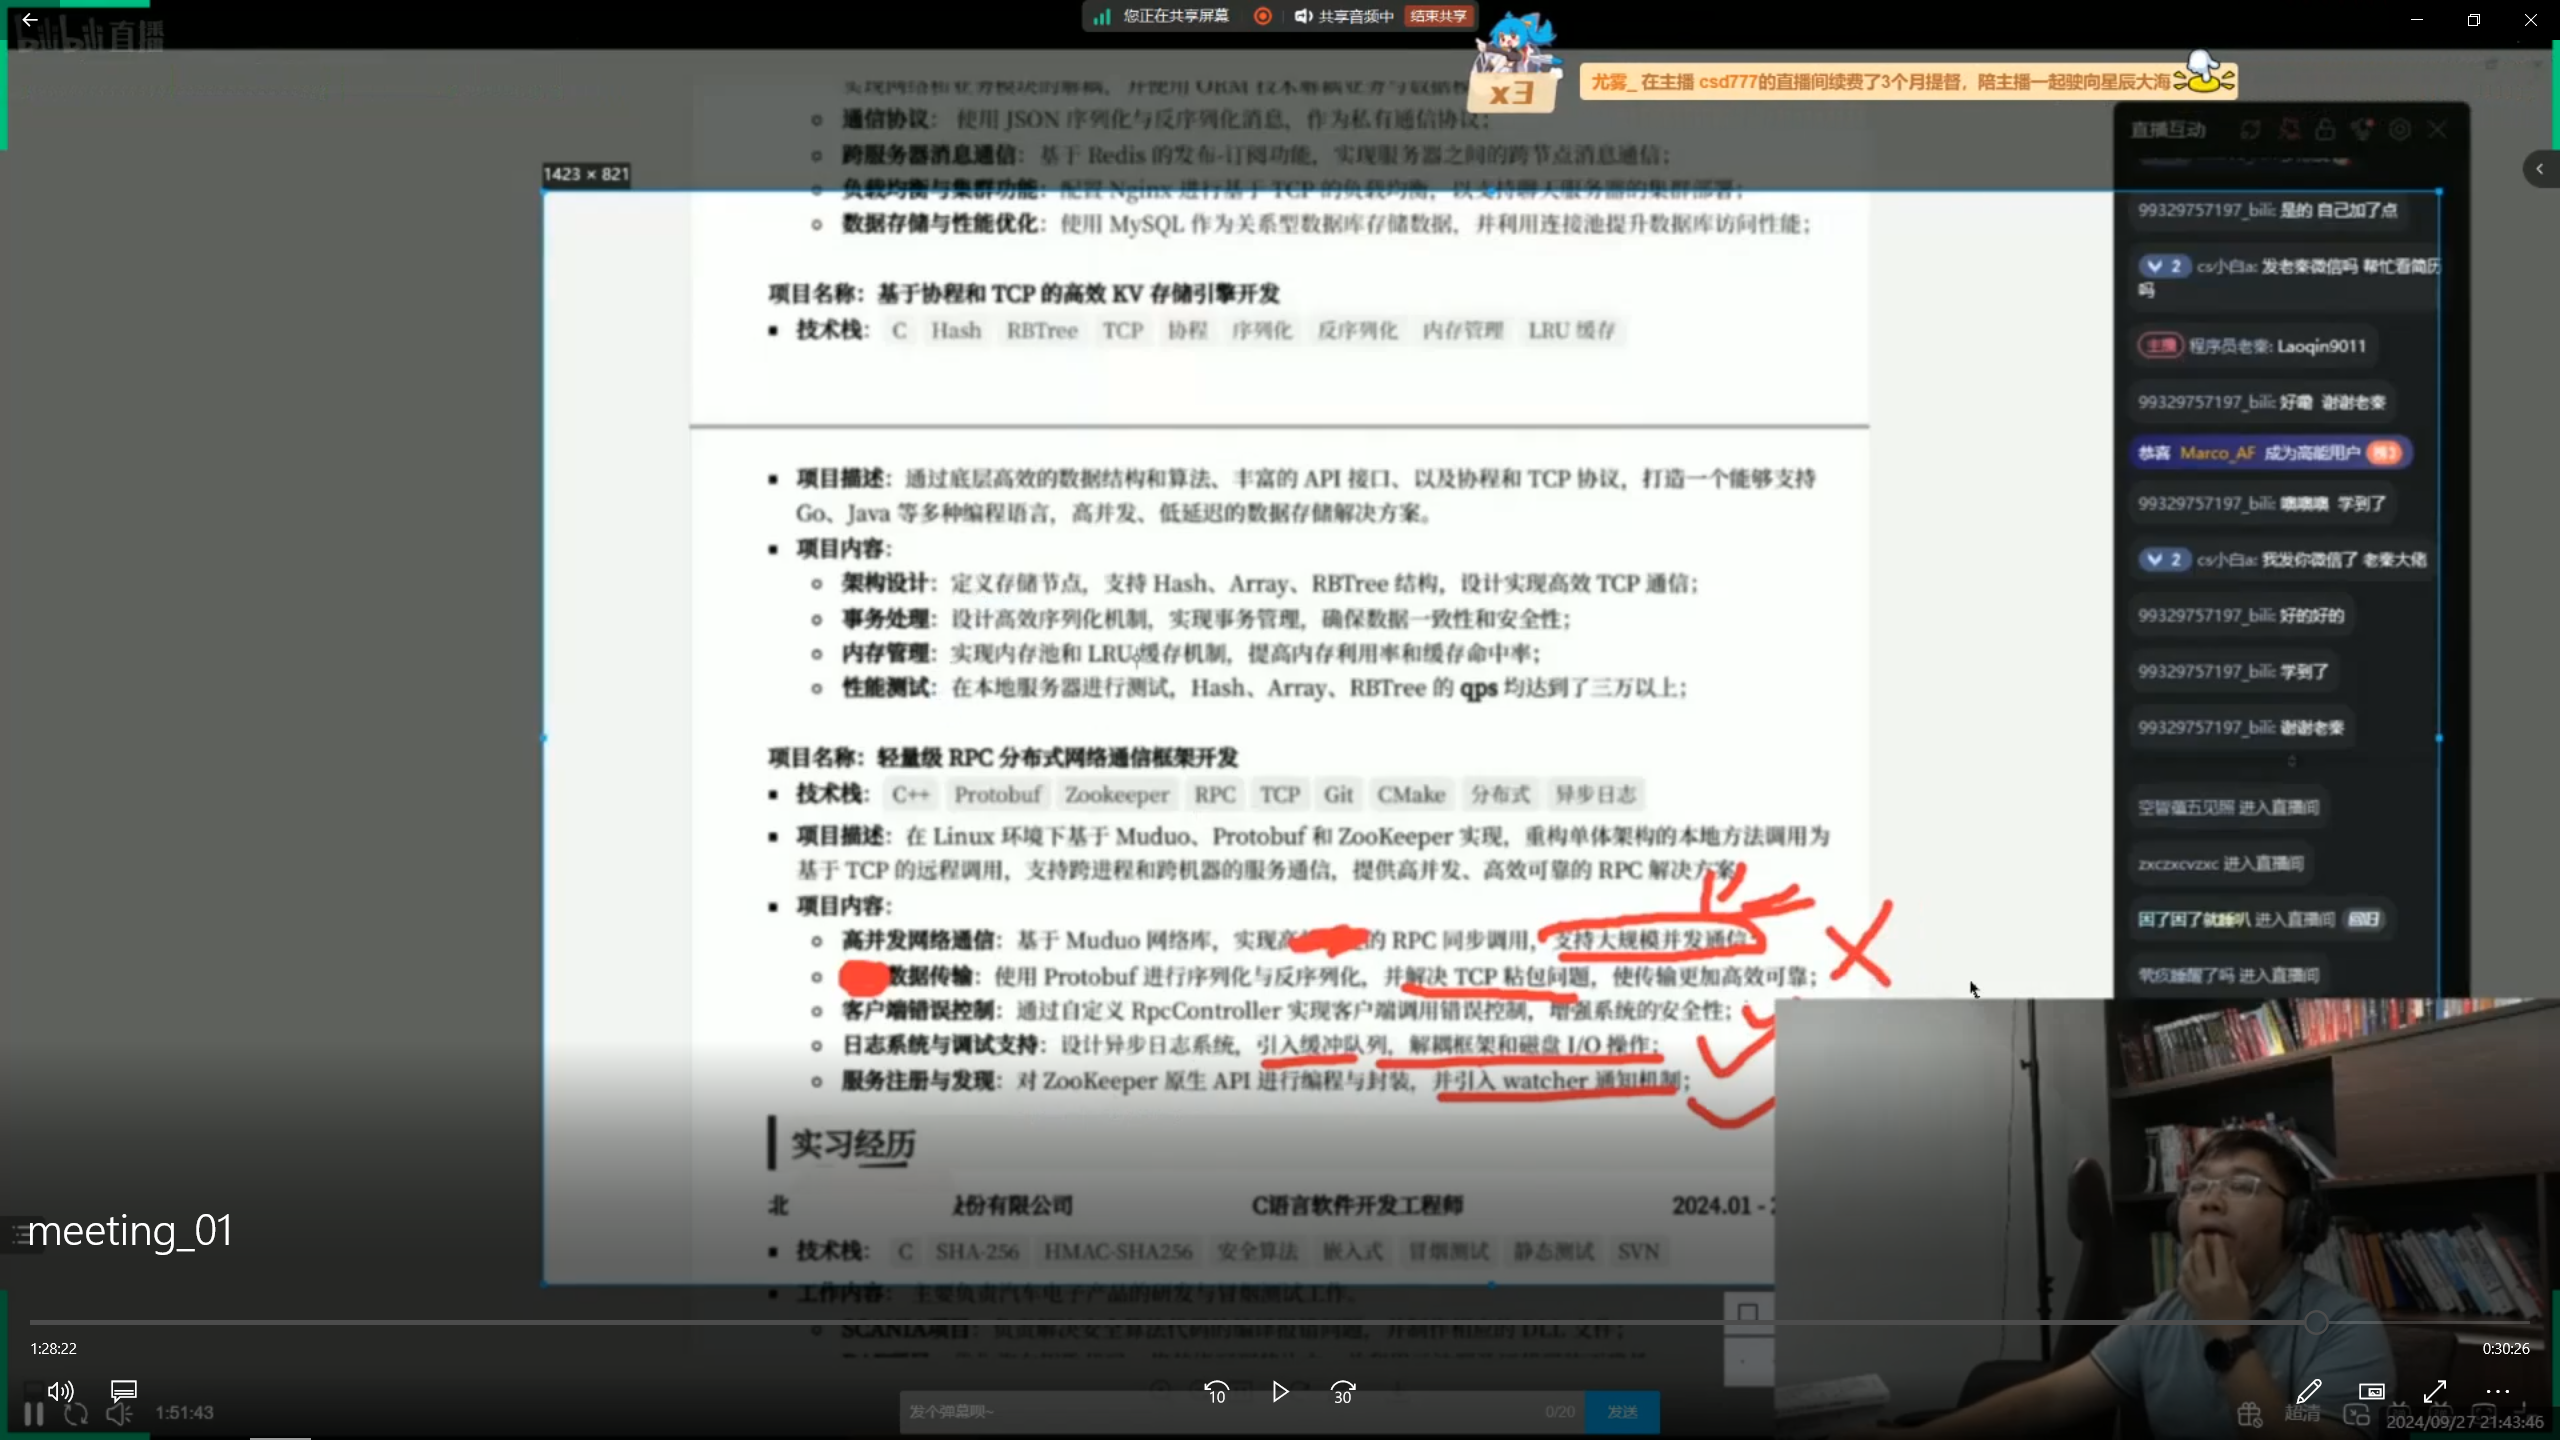 bilibili 直播
您正在共享屏幕
共享音频中
结束共享
x3
尤雾_ 在主播 csd777的直播间续费了3个月提督，陪主播一起驶向星辰大海
通信协议： 使用 JSON 序列化与反序列化消息，作为私有通信协议；
跨服务器消息通信：基于 Redis 的发布-订阅功能，实现服务器之间的跨节点消息通信；
1423 × 821
负载均衡与集群功能：配置 Nginx 进行基于 TCP 的负载均衡，以支持聊天服务器的集群部署；
数据存储与性能优化：使用 MySQL 作为关系型数据库存储数据，并利用连接池提升数据库访问性能；
项目名称：基于协程和 TCP 的高效 KV 存储引擎开发
技术栈： C Hash RBTree TCP 协程 序列化 反序列化 内存管理 LRU 缓存
项目描述：通过底层高效的数据结构和算法、丰富的 API 接口、以及协程和 TCP 协议，打造一个能够支持
Go、Java 等多种编程语言，高并发、低延迟的数据存储解决方案。
项目内容：
架构设计：定义存储节点，支持 Hash、Array、RBTree 结构，设计实现高效 TCP 通信；
事务处理：设计高效序列化机制，实现事务管理，确保数据一致性和安全性；
内存管理：实现内存池和 LRU 缓存机制，提高内存利用率和缓存命中率；
性能测试：在本地服务器进行测试，Hash、Array、RBTree 的 qps 均达到了三万以上；
项目名称：轻量级 RPC 分布式网络通信框架开发
技术栈： C++ Protobuf Zookeeper RPC TCP Git CMake 分布式 异步日志
项目描述：在 Linux 环境下基于 Muduo、Protobuf 和 ZooKeeper 实现，重构单体架构的本地方法调用为
基于 TCP 的远程调用，支持跨进程和跨机器的服务通信，提供高并发、高效可靠的 RPC 解决方案
项目内容：
高并发网络通信：基于 Muduo 网络库，实现高 的 RPC 同步调用，支持大规模并发通信
数据传输：使用 Protobuf 进行序列化与反序列化，并解决 TCP 粘包问题，使传输更加高效可靠；
客户端错误控制：通过自定义 RpcController 实现客户端调用错误控制，增强系统的安全性；
日志系统与调试支持：设计异步日志系统，引入缓冲队列，解耦框架和磁盘 I/O 操作；
服务注册与发现：对 ZooKeeper 原生 API 进行编程与封装，并引入 watcher 通知机制；
实习经历
北 份有限公司 C语言软件开发工程师 2024.01 -
技术栈： C SHA-256 HMAC-SHA256 安全算法 嵌入式 冒烟测试 静态测试 SVN
工作内容： 主要负责汽车电子产品的研发与冒烟测试工作。
SCANIA项目：负责解决安全算法代码的编译报错问题，并制作相应的 DLL 文件；
直播互动
99329757197_bili: 是的 自己加了点
2 cs小白a: 发老秦微信吗 帮忙看简历
吗
主播 程序员老秦: Laoqin9011
99329757197_bili: 好嘞 谢谢老秦
恭喜 Marco_AF 成为高能用户
99329757197_bili: 噢噢噢 学到了
2 cs小白a: 我发你微信了 老秦大佬
99329757197_bili: 好的好的
99329757197_bili: 学到了
99329757197_bili: 谢谢老秦
空皆蕴五见照 进入直播间
zxczxcvzxc 进入直播间
困了困了就睡叭 进入直播间
进入直播间
meeting_01
1:28:22
0:30:26
10
30
1:51:43
发个弹幕呗~
0/20
发送
超清
2024/09/27 21:43:46